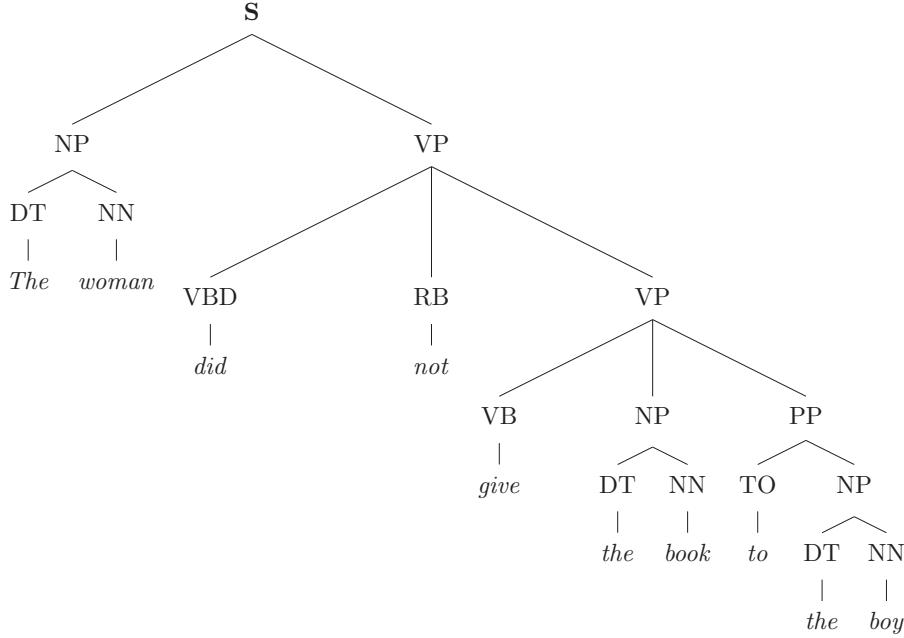 S
NP VP
DT NN
The woman VBD RB VP
did not
VB NP PP
give DT NN TO NP
the book to DT NN
the boy